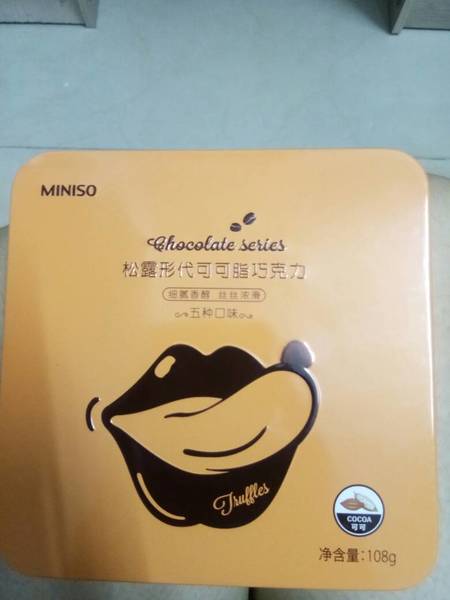 MINISO
Chocolate series
松露形代可可脂巧克力
细腻香醇 丝丝浓滑
五种口味
Truffles
COCOA
可可
净含量:108g